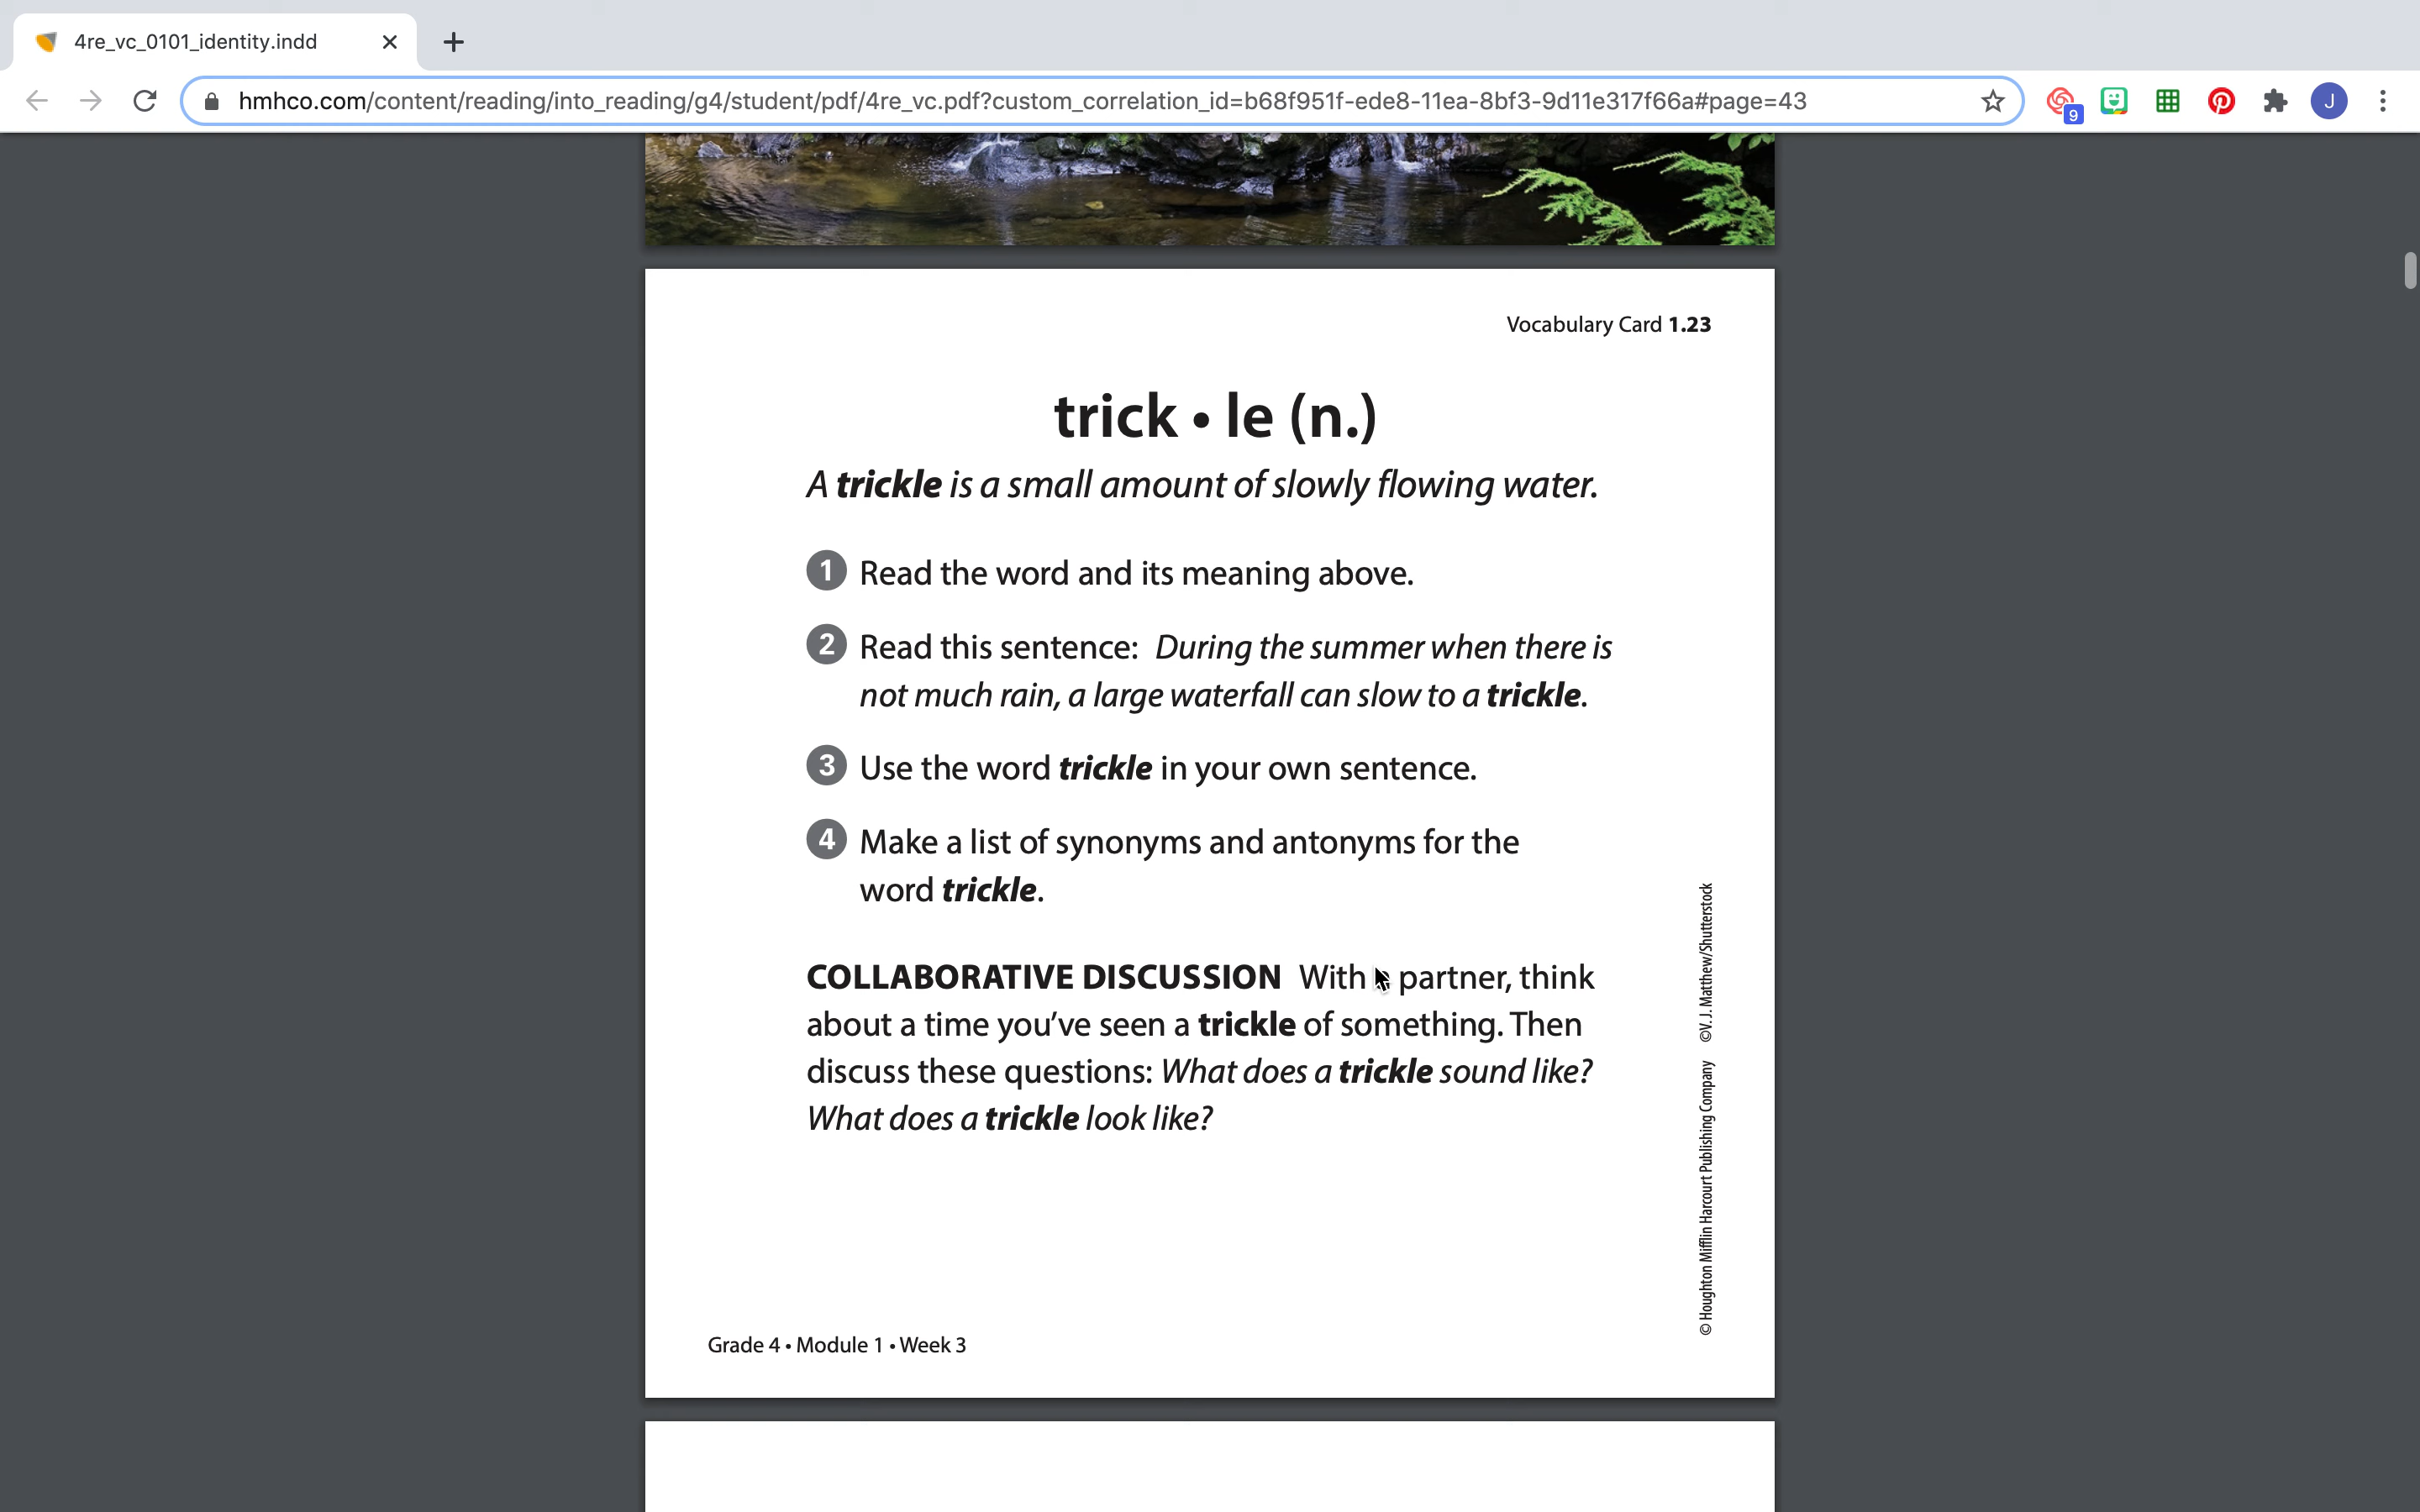 4re_vc_0101_identity.indd
hmhco.com/content/reading/into_reading/g4/student/pdf/4re_vc.pdf?custom_correlation_id=b68f951f-ede8-11ea-8bf3-9d11e317f66a#page=43
9
J
Vocabulary Card 1.23
trick • le (n.)
A trickle is a small amount of slowly flowing water.
1 Read the word and its meaning above.
2 Read this sentence: During the summer when there is
not much rain, a large waterfall can slow to a trickle.
3 Use the word trickle in your own sentence.
4 Make a list of synonyms and antonyms for the
word trickle.
COLLABORATIVE DISCUSSION With partner, think
about a time you've seen a trickle of something. Then
discuss these questions: What does a trickle sound like?
What does a trickle look like?
© Houghton Mifflin Harcourt Publishing Company ©V. J. Matthew/Shutterstock
Grade 4 • Module 1 • Week 3